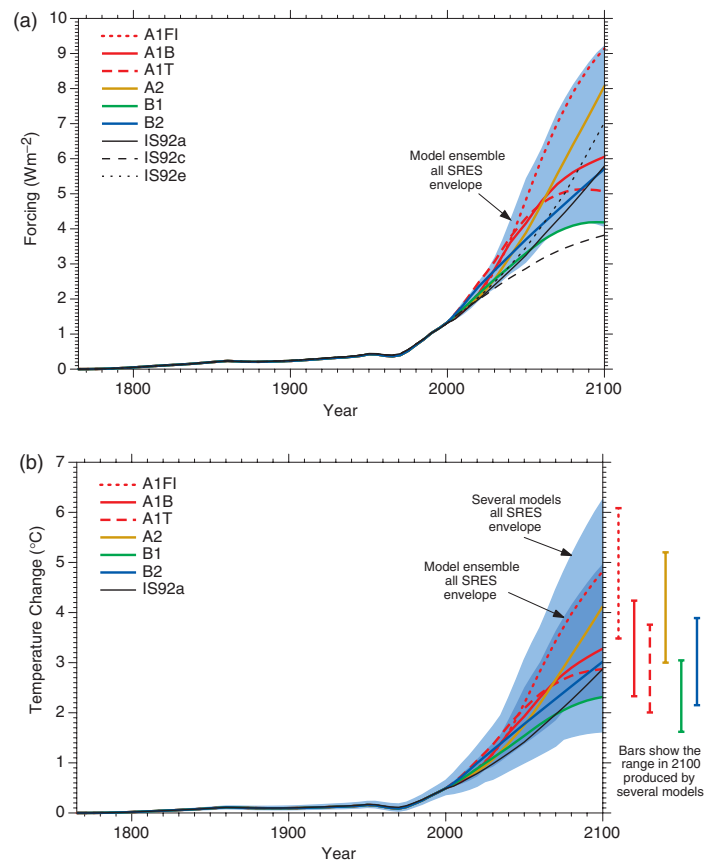 (a)
10
9
8
7
6
5
4
3
2
1
0
Forcing (Wm−2)
A1FI
A1B
A1T
A2
B1
B2
IS92a
IS92c
IS92e
Model ensemble
all SRES
envelope
1800
1900
2000
2100
Year
(b)
7
6
5
4
3
2
1
0
Temperature Change (°C)
A1FI
A1B
A1T
A2
B1
B2
IS92a
Several models
all SRES
envelope
Model ensemble
all SRES
envelope
Bars show the
range in 2100
produced by
several models
1800
1900
2000
2100
Year